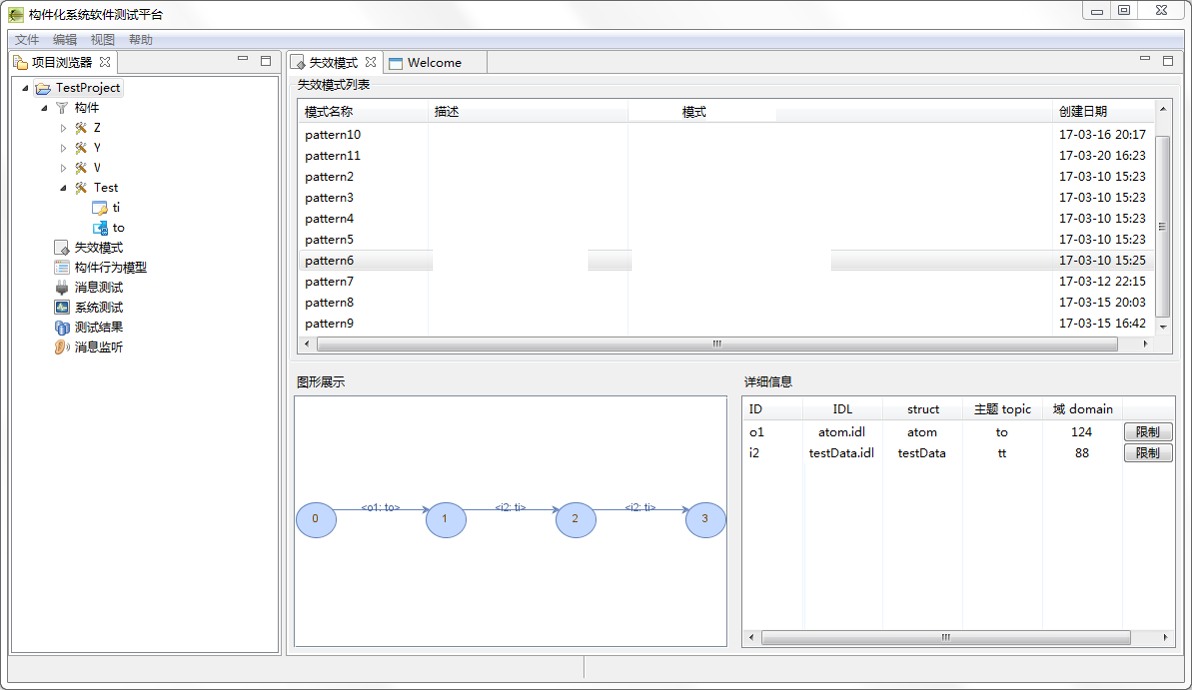 构件化系统软件测试平台
文件 编辑 视图 帮助
项目浏览器
TestProject
构件
Z
Y
V
Test
ti
to
失效模式
构件行为模型
消息测试
系统测试
测试结果
消息监听
失效模式 Welcome
失效模式列表
模式名称 描述 模式 创建日期
pattern10 17-03-16 20:17
pattern11 17-03-20 16:23
pattern2 17-03-10 15:23
pattern3 17-03-10 15:23
pattern4 17-03-10 15:23
pattern5 17-03-10 15:23
pattern6 17-03-10 15:25
pattern7 17-03-12 22:15
pattern8 17-03-15 20:03
pattern9 17-03-15 16:42
图形展示
0 <o1: to> 1 <i2: ti> 2 <i2: ti> 3
详细信息
ID IDL struct 主题 topic 域 domain
o1 atom.idl atom to 124 限制
i2 testData.idl testData tt 88 限制